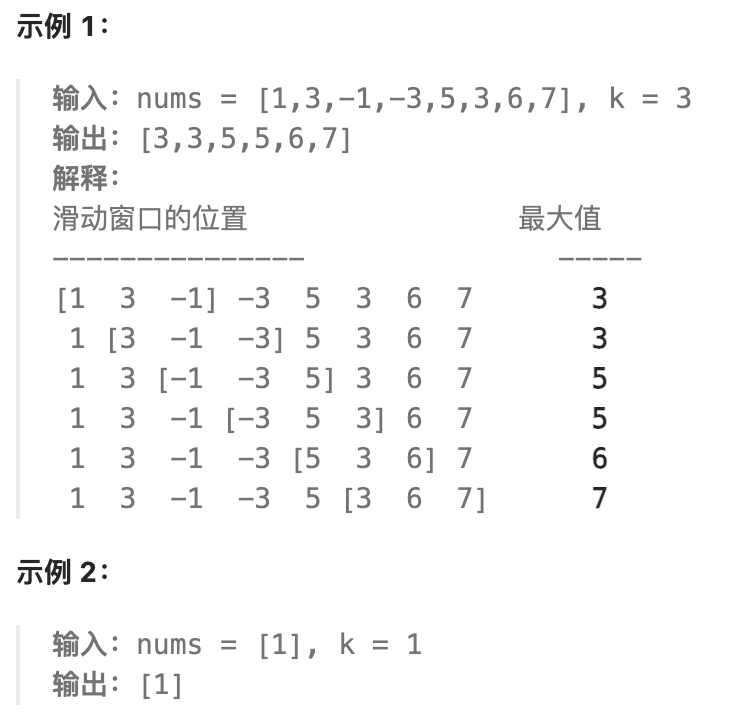 示例 1：
输入：nums = [1,3,-1,-3,5,3,6,7], k = 3
输出：[3,3,5,5,6,7]
解释：
滑动窗口的位置                最大值
---------------               -----
[1  3  -1] -3  5  3  6  7       3
 1 [3  -1  -3] 5  3  6  7       3
 1  3 [-1  -3  5] 3  6  7       5
 1  3  -1 [-3  5  3] 6  7       5
 1  3  -1  -3 [5  3  6] 7       6
 1  3  -1  -3  5 [3  6  7]      7
示例 2：
输入：nums = [1], k = 1
输出：[1]